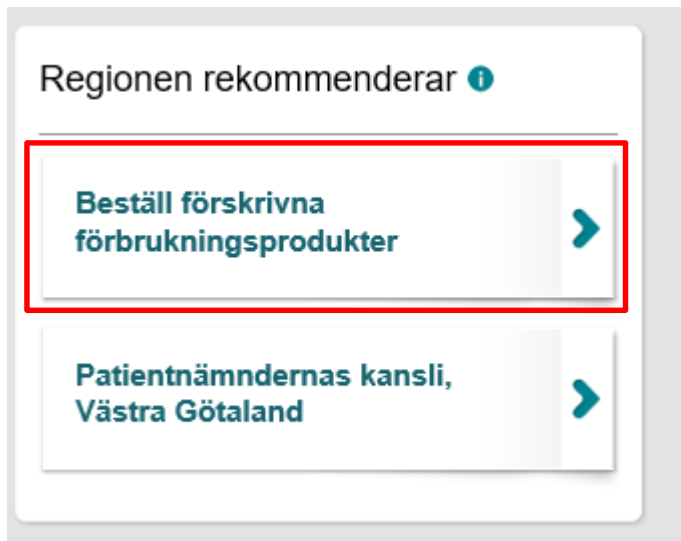 Regionen rekommenderar
Beställ förskrivna
förbrukningsprodukter
Patientnämndernas kansli,
Västra Götaland